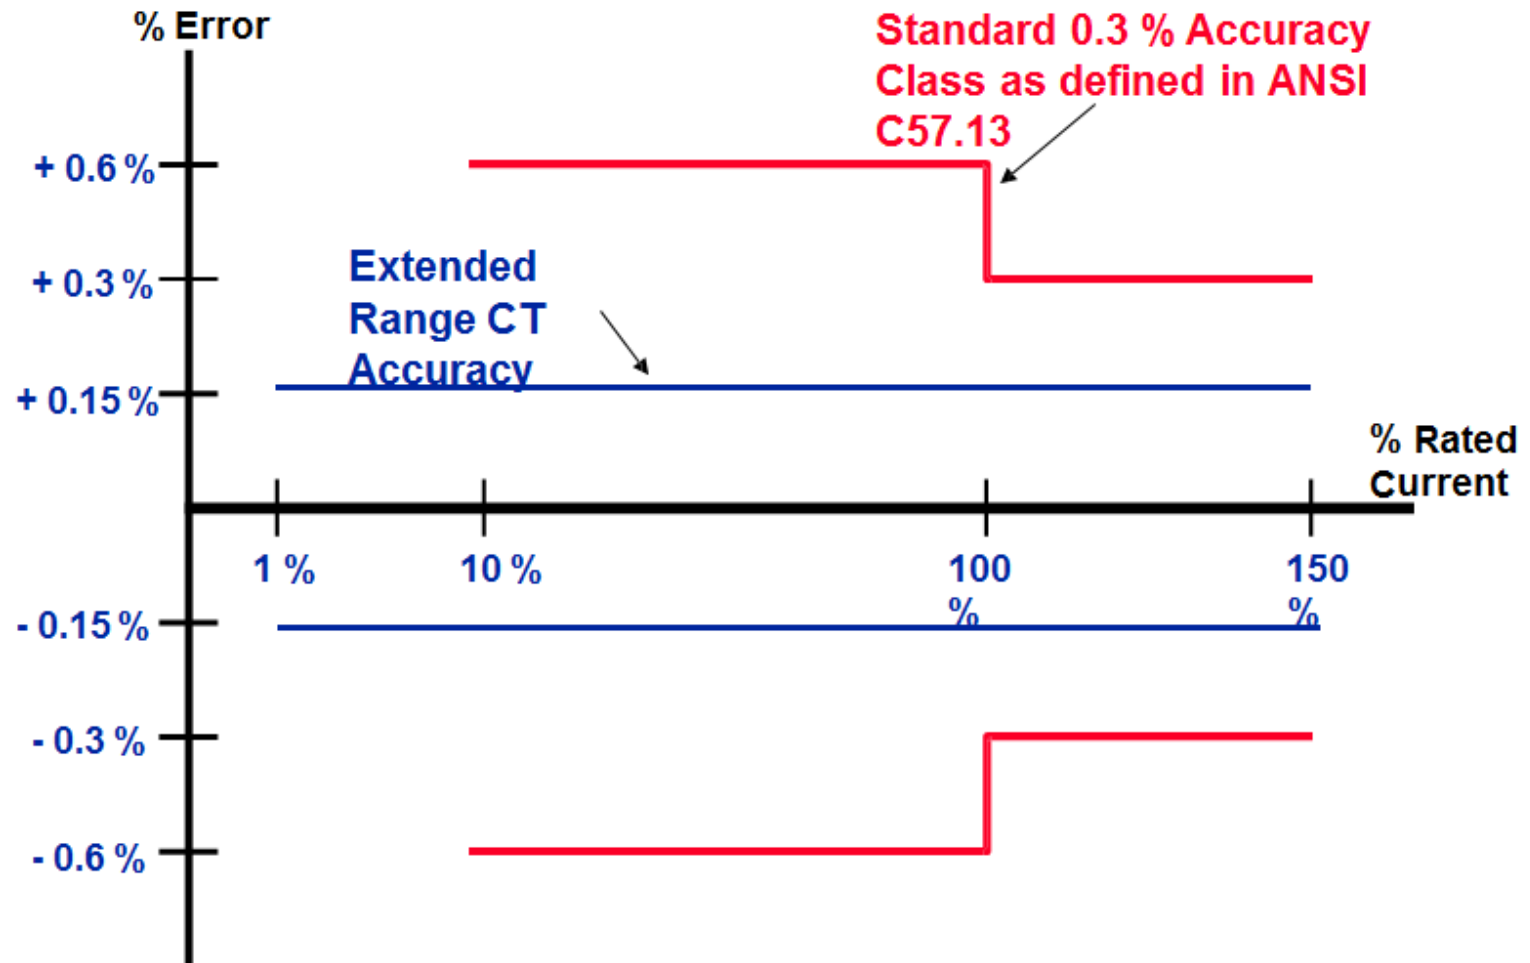 % Error
Standard 0.3 % Accuracy
Class as defined in ANSI
C57.13
+ 0.6 %
+ 0.3 %
Extended
Range CT
Accuracy
+ 0.15 %
% Rated
Current
1 %
10 %
100
%
150
%
- 0.15 %
- 0.3 %
- 0.6 %